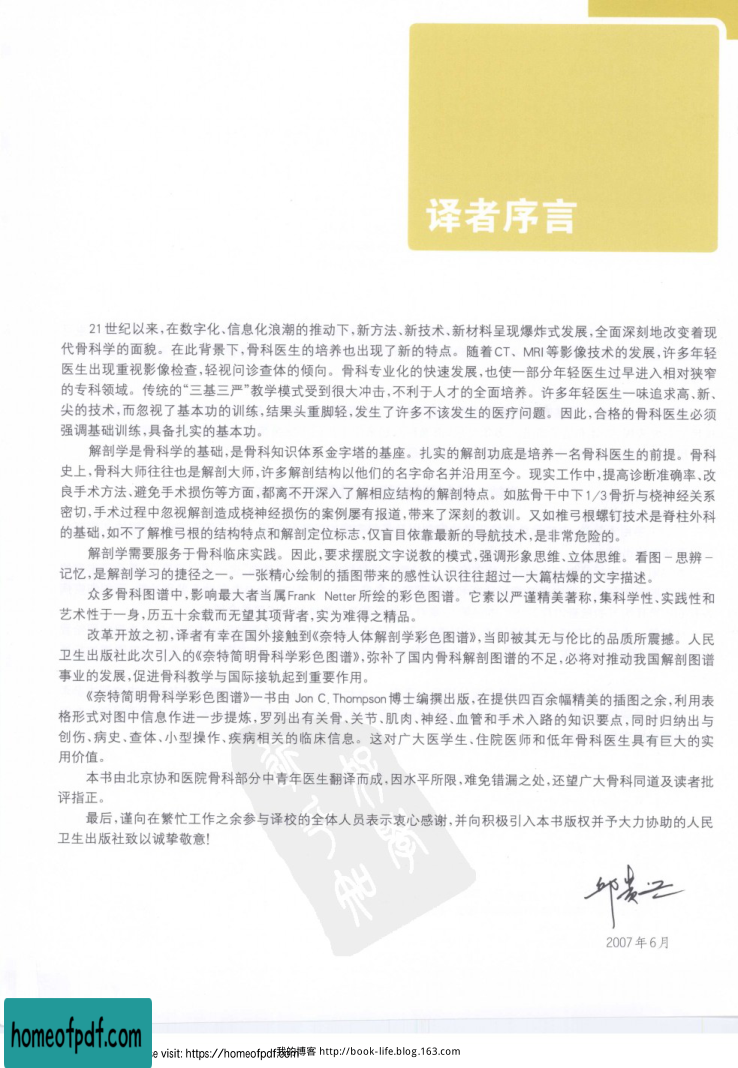 译者序言
21世纪以来,在数字化、信息化浪潮的推动下,新方法、新技术、新材料呈现爆炸式发展,全面深刻地改变着现
代骨科学的面貌。在此背景下,骨科医生的培养也出现了新的特点。随着CT、MRI等影像技术的发展,许多年轻
医生出现重视影像检查,轻视问诊查体的倾向。骨科专业化的快速发展,也使一部分年轻医生过早进入相对狭窄
的专科领域。传统的“三基三严”教学模式受到很大冲击,不利于人才的全面培养。许多年轻医生一味追求高、新、
尖的技术,而忽视了基本功的训练,结果头重脚轻,发生了许多不该发生的医疗问题。因此,合格的骨科医生必须
强调基础训练,具备扎实的基本功。
解剖学是骨科学的基础,是骨科知识体系金字塔的基座。扎实的解剖功底是培养一名骨科医生的前提。骨科
史上,骨科大师往往也是解剖大师,许多解剖结构以他们的名字命名并沿用至今。现实工作中,提高诊断准确率、改
良手术方法、避免手术损伤等方面,都离不开深入了解相应结构的解剖特点。如肱骨干中下1/3骨折与桡神经关系
密切,手术过程中忽视解剖造成桡神经损伤的案例屡有报道,带来了深刻的教训。又如椎弓根螺钉技术是脊柱外科
的基础,如不了解椎弓根的结构特点和解剖定位标志,仅盲目依靠最新的导航技术,是非常危险的。
解剖学需要服务于骨科临床实践。因此,要求摆脱文字说教的模式,强调形象思维、立体思维。看图-思辨-
记忆,是解剖学习的捷径之一。一张精心绘制的插图带来的感性认识往往超过一大篇枯燥的文字描述。
众多骨科图谱中,影响最大者当属Frank Netter所绘的彩色图谱。它素以严谨精美著称,集科学性、实践性和
艺术性于一身,历五十余载而无望其项背者,实为难得之精品。
改革开放之初,译者有幸在国外接触到《奈特人体解剖学彩色图谱》,当即被其无与伦比的品质所震撼。人民
卫生出版社此次引入的《奈特简明骨科学彩色图谱》,弥补了国内骨科解剖图谱的不足,必将对推动我国解剖图谱
事业的发展,促进骨科教学与国际接轨起到重要作用。
《奈特简明骨科学彩色图谱》一书由 Jon C. Thompson博士编撰出版,在提供四百余幅精美的插图之余,利用表
格形式对图中信息作进一步提炼,罗列出有关骨、关节、肌肉、神经、血管和手术入路的知识要点,同时归纳出与
创伤、病史、查体、小型操作、疾病相关的临床信息。这对广大医学生、住院医师和低年骨科医生具有巨大的实
用价值。
本书由北京协和医院骨科部分中青年医生翻译而成,因水平所限,难免错漏之处,还望广大骨科同道及读者批
评指正。
最后,谨向在繁忙工作之余参与译校的全体人员表示衷心感谢,并向积极引入本书版权并予大力协助的人民
卫生出版社致以诚挚敬意!
邱贵兴
2007年6月
homeofpdf.com
e visit: https://homeofpdf.com
我的博客 http://book-life.blog.163.com